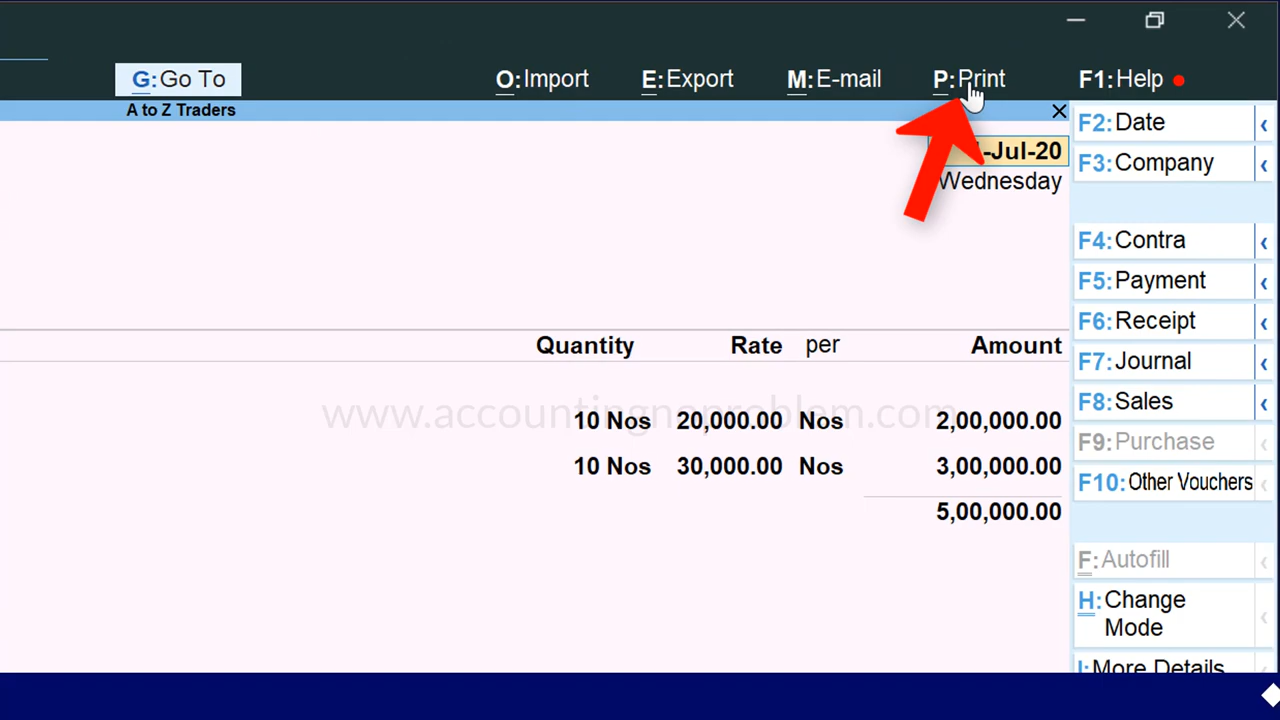 G:Go To O:Import E:Export M:E-mail P:Print F1:Help
A to Z Traders
-Jul-20
Wednesday
Quantity Rate per Amount
10 Nos 20,000.00 Nos 2,00,000.00
10 Nos 30,000.00 Nos 3,00,000.00
5,00,000.00
www.accountingnoproblem.com
F2:Date
F3:Company
F4:Contra
F5:Payment
F6:Receipt
F7:Journal
F8:Sales
F9:Purchase
F10:Other Vouchers
F:Autofill
H:Change
Mode
I:More Details